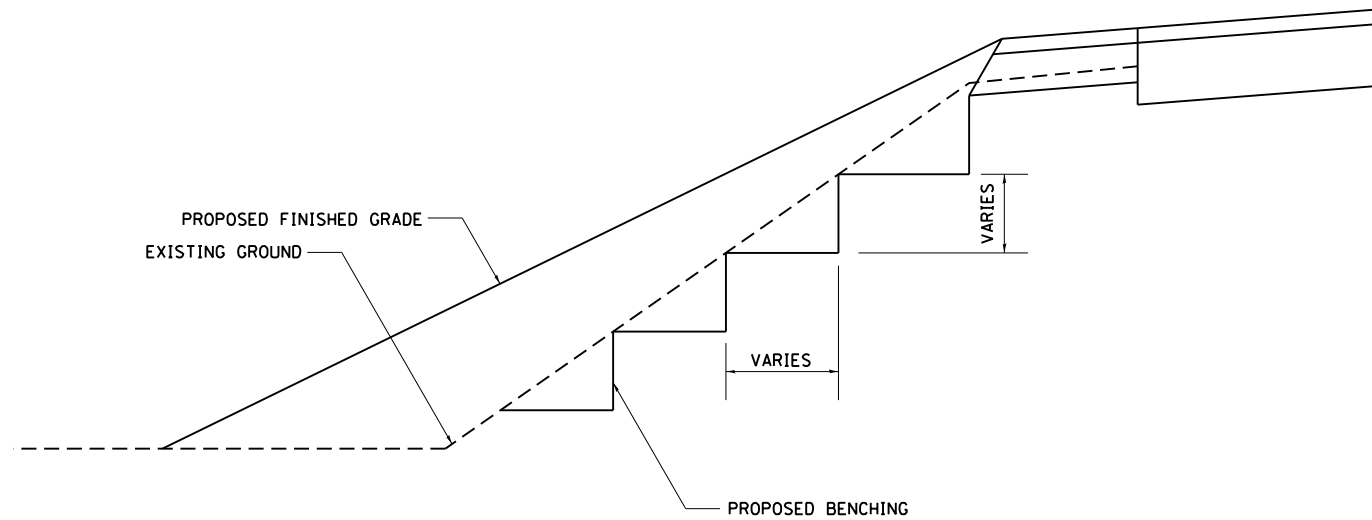 PROPOSED FINISHED GRADE
EXISTING GROUND
VARIES
VARIES
PROPOSED BENCHING